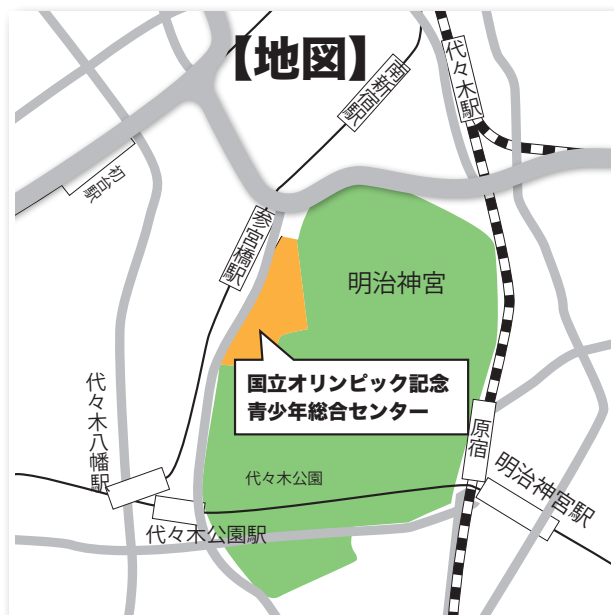 【地図】
南新宿駅
代々木駅
初台駅
参宮橋駅
明治神宮
国立オリンピック記念
青少年総合センター
代々木八幡駅
原宿
代々木公園
明治神宮駅
代々木公園駅